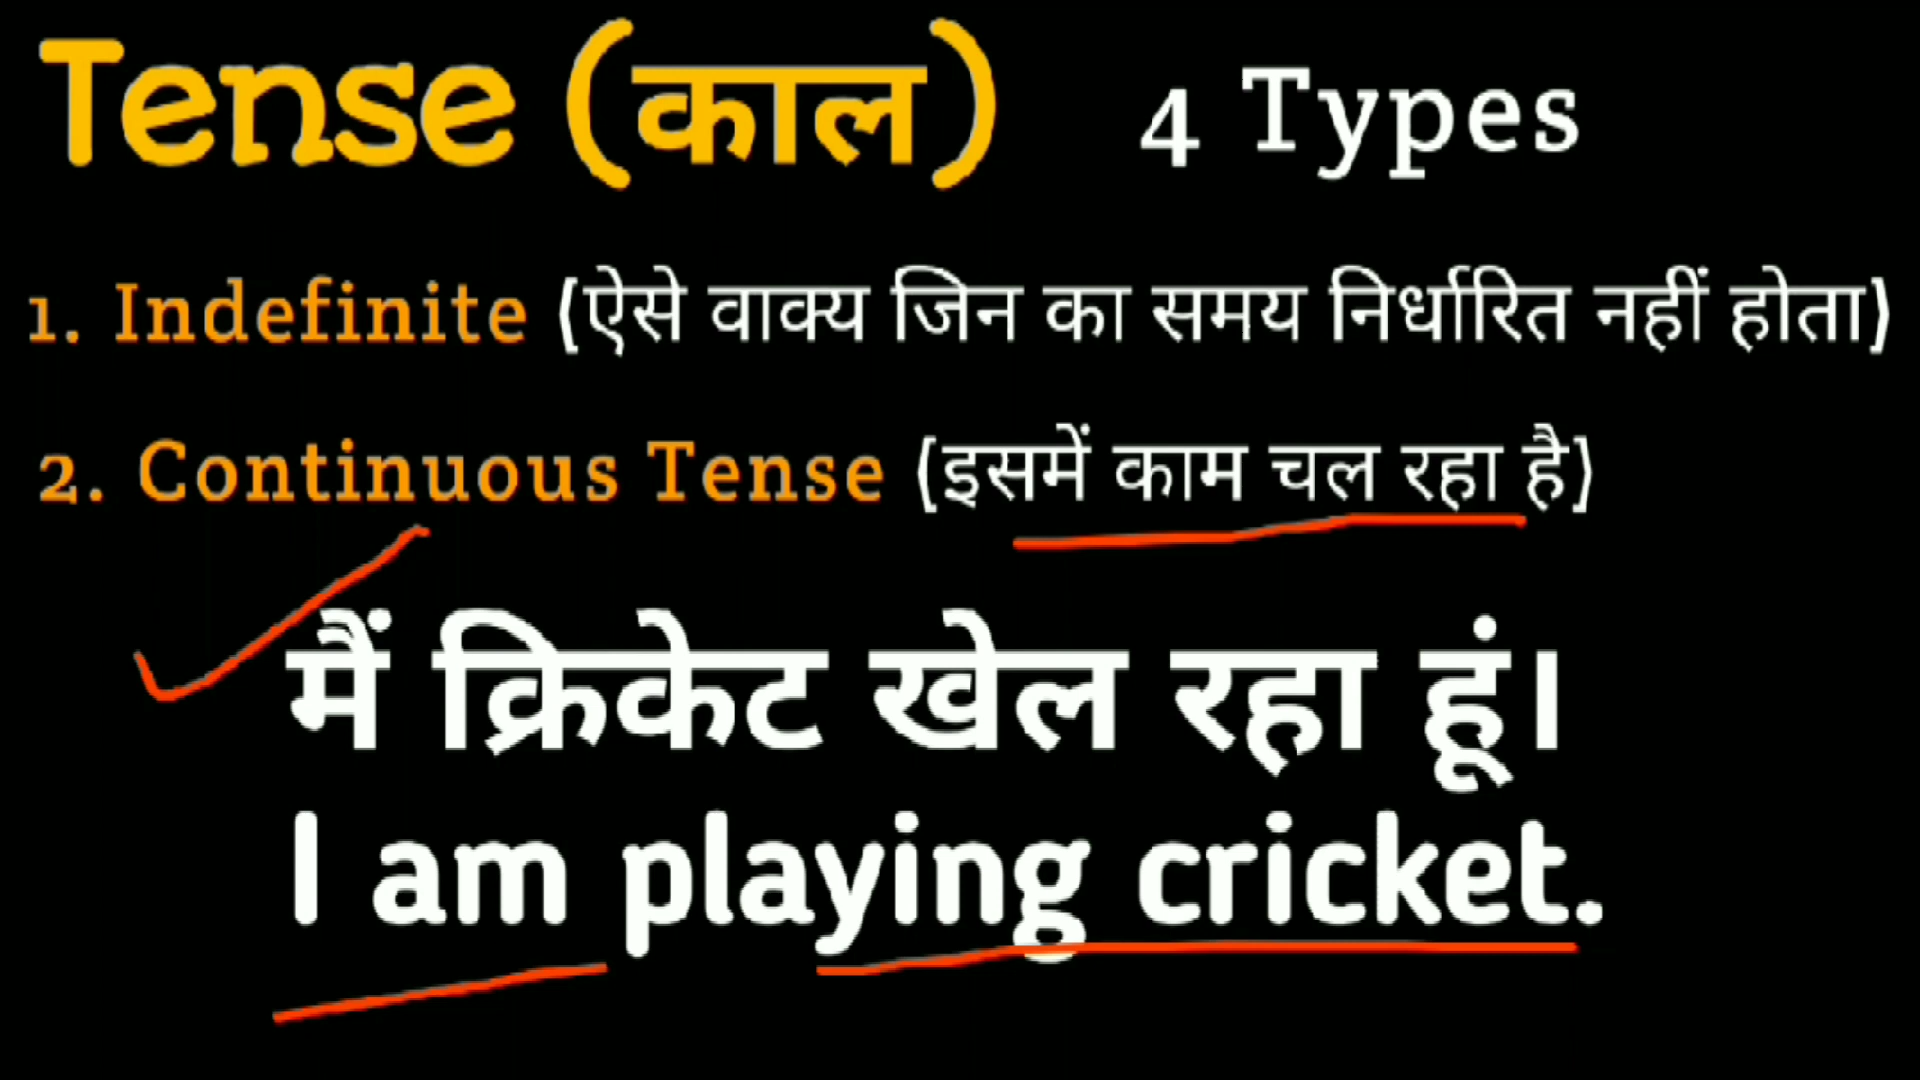 Tense (काल) 4 Types
1. Indefinite (ऐसे वाक्य जिन का समय निर्धारित नहीं होता)
2. Continuous Tense (इसमें काम चल रहा है)
मैं क्रिकेट खेल रहा हूं।
I am playing cricket.